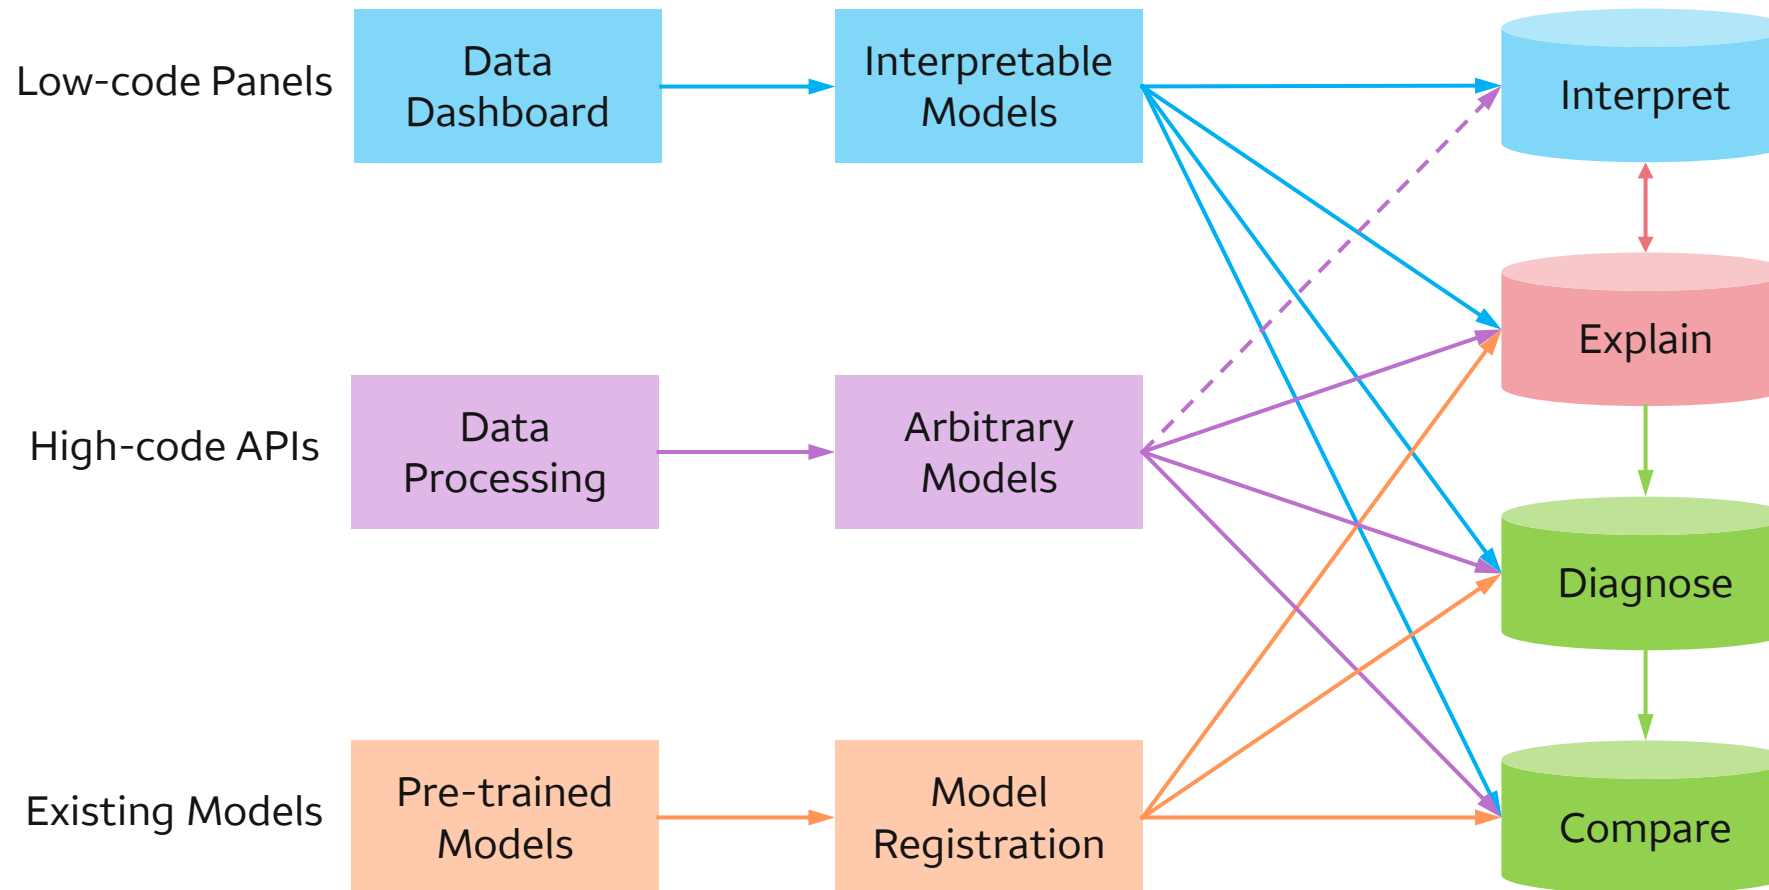 Low-code Panels
Data
Dashboard
Interpretable
Models
Interpret
Explain
High-code APIs
Data
Processing
Arbitrary
Models
Diagnose
Existing Models
Pre-trained
Models
Model
Registration
Compare